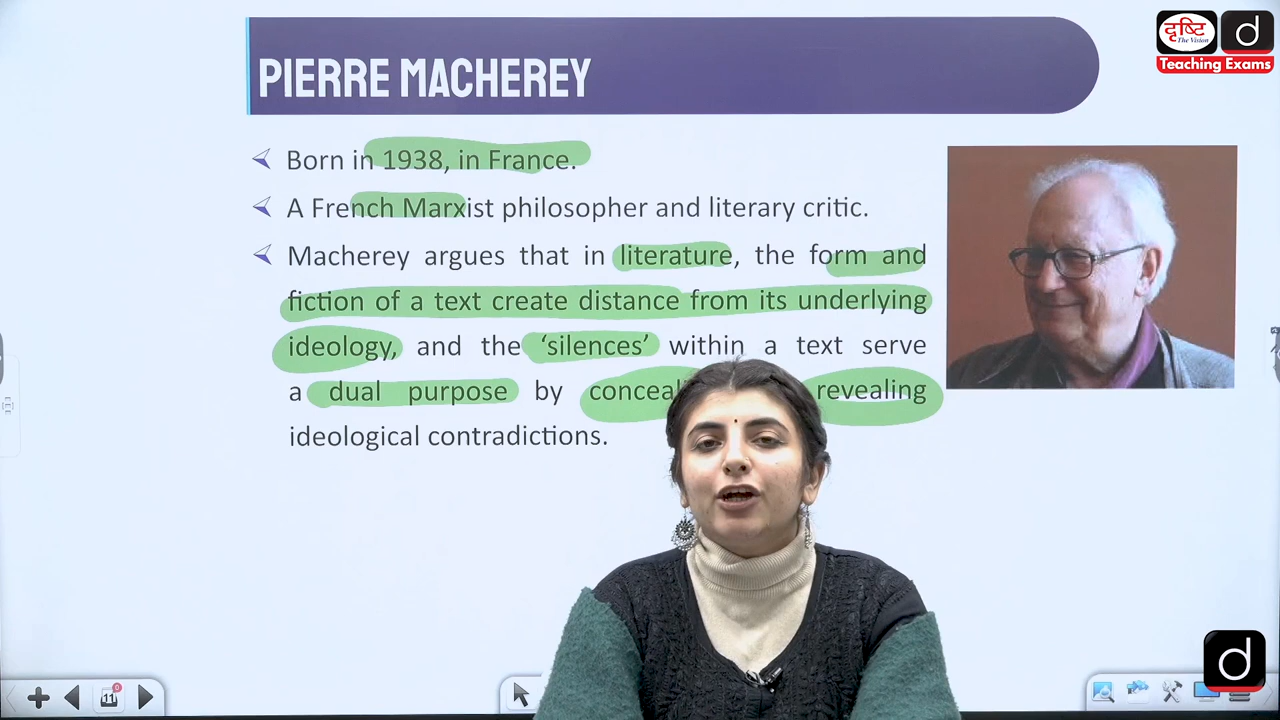 दृष्टि
The Vision
d
Teaching Exams
PIERRE MACHEREY
Born in 1938, in France.
A French Marxist philosopher and literary critic.
Macherey argues that in literature, the form and
fiction of a text create distance from its underlying
ideology, and the 'silences' within a text serve
a dual purpose by revealing
ideological contradictions.
11
0
d